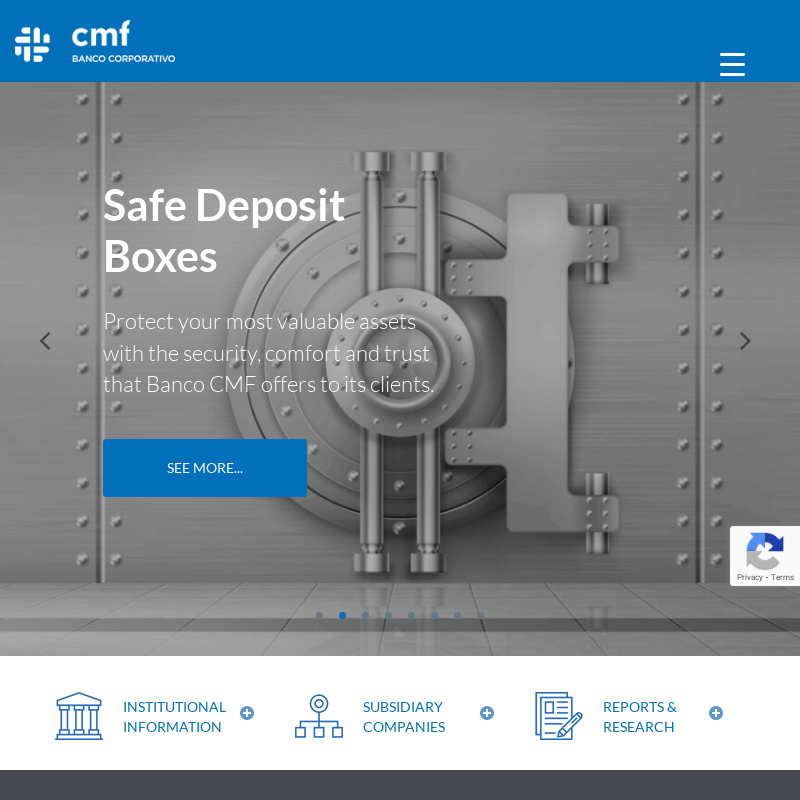 cmf
BANCO CORPORATIVO
Safe Deposit
Boxes
Protect your most valuable assets
with the security, comfort and trust
that Banco CMF offers to its clients.
SEE MORE...
Privacy - Terms
INSTITUTIONAL
INFORMATION
SUBSIDIARY
COMPANIES
REPORTS &
RESEARCH